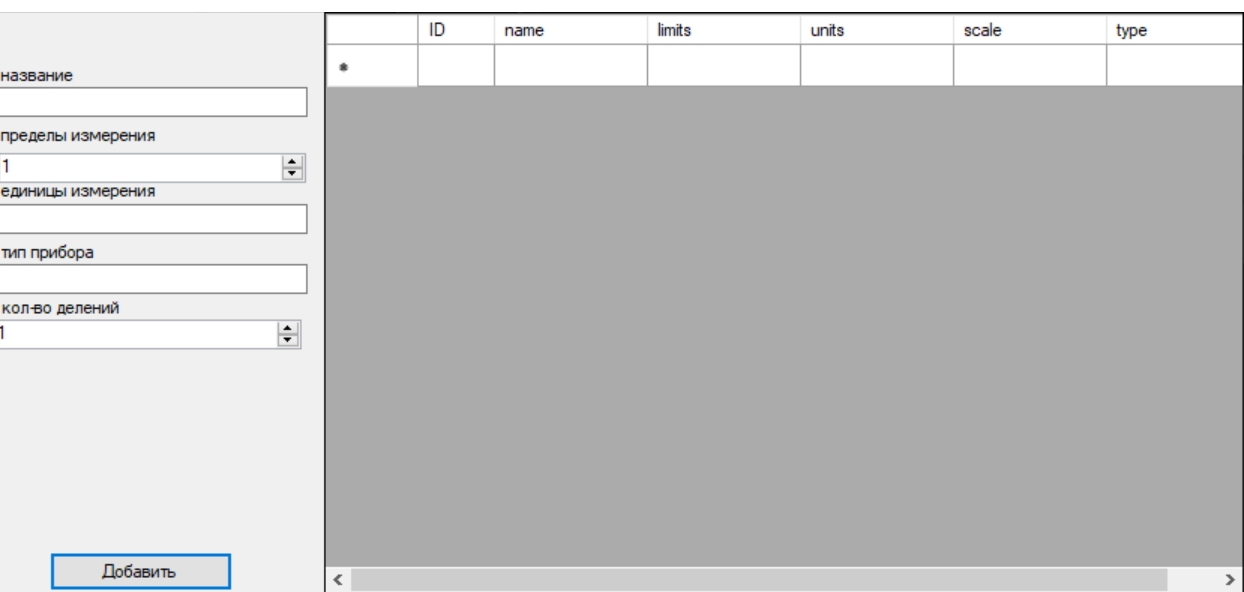 ID name limits units scale type
*
название
пределы измерения
1
единицы измерения
тип прибора
кол-во делений
1
Добавить